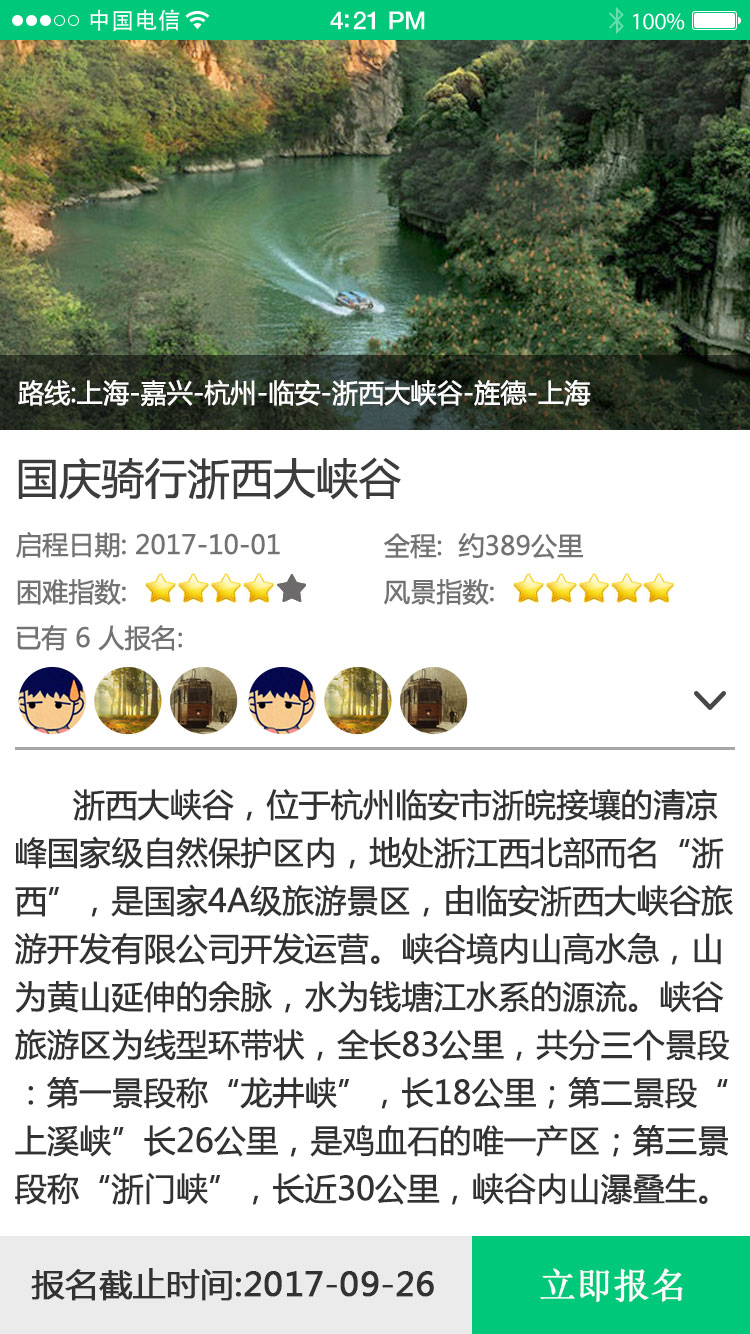 中国电信 4:21 PM 100%
路线:上海-嘉兴-杭州-临安-浙西大峡谷-旌德-上海
国庆骑行浙西大峡谷
启程日期: 2017-10-01 全程: 约389公里
困难指数: 风景指数:
已有 6 人报名:
浙西大峡谷，位于杭州临安市浙皖接壤的清凉
峰国家级自然保护区内，地处浙江西北部而名“浙
西”，是国家4A级旅游景区，由临安浙西大峡谷旅
游开发有限公司开发运营。峡谷境内山高水急，山
为黄山延伸的余脉，水为钱塘江水系的源流。峡谷
旅游区为线型环带状，全长83公里，共分三个景段
：第一景段称“龙井峡”，长18公里；第二景段“
上溪峡”长26公里，是鸡血石的唯一产区；第三景
段称“浙门峡”，长近30公里，峡谷内山瀑叠生。
报名截止时间:2017-09-26 立即报名